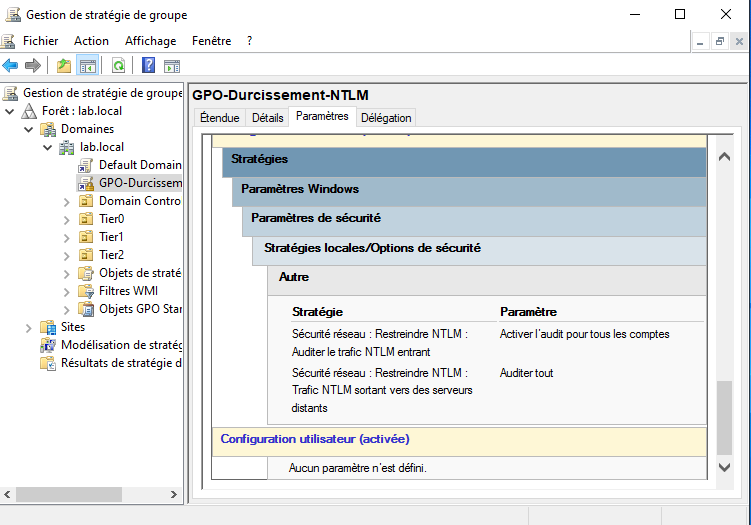 Gestion de stratégie de groupe
Fichier Action Affichage Fenêtre ?
Gestion de stratégie de groupe
Forêt : lab.local
Domaines
lab.local
Default Domain
GPO-Durcissem
Domain Contro
Tier0
Tier1
Tier2
Objets de straté
Filtres WMI
Objets GPO Star
Sites
Modélisation de stratég
Résultats de stratégie d
GPO-Durcissement-NTLM
Étendue Détails Paramètres Délégation
Stratégies
Paramètres Windows
Paramètres de sécurité
Stratégies locales/Options de sécurité
Autre
Stratégie Paramètre
Sécurité réseau : Restreindre NTLM : Activer l'audit pour tous les comptes
Auditer le trafic NTLM entrant
Sécurité réseau : Restreindre NTLM : Auditer tout
Trafic NTLM sortant vers des serveurs
distants
Configuration utilisateur (activée)
Aucun paramètre n'est défini.